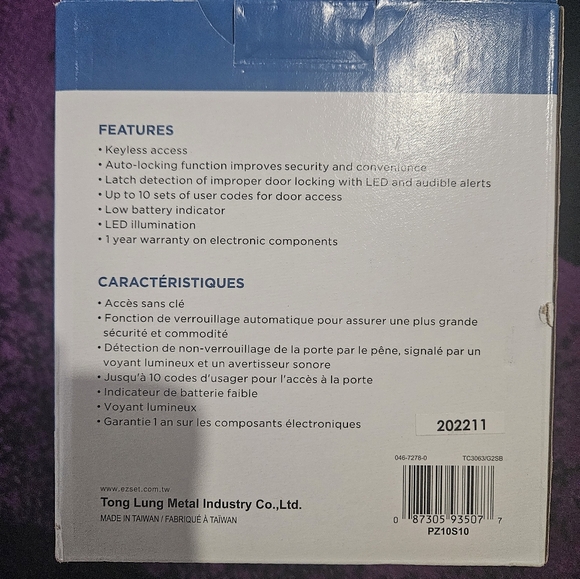 FEATURES
• Keyless access
• Auto-locking function improves security and convenience
• Latch detection of improper door locking with LED and audible alerts
• Up to 10 sets of user codes for door access
• Low battery indicator
• LED illumination
• 1 year warranty on electronic components
CARACTÉRISTIQUES
• Accès sans clé
• Fonction de verrouillage automatique pour assurer une plus grande
sécurité et commodité
• Détection de non-verrouillage de la porte par le pêne, signalé par un
voyant lumineux et un avertisseur sonore
• Jusqu'à 10 codes d'usager pour l'accès à la porte
• Indicateur de batterie faible
• Voyant lumineux
• Garantie 1 an sur les composants électroniques
202211
046-7278-0 TC3063/G2SB
www.ezset.com.tw
Tong Lung Metal Industry Co.,Ltd.
MADE IN TAIWAN / FABRIQUÉ À TAÏWAN
0 87305 93507 7
PZ10S10